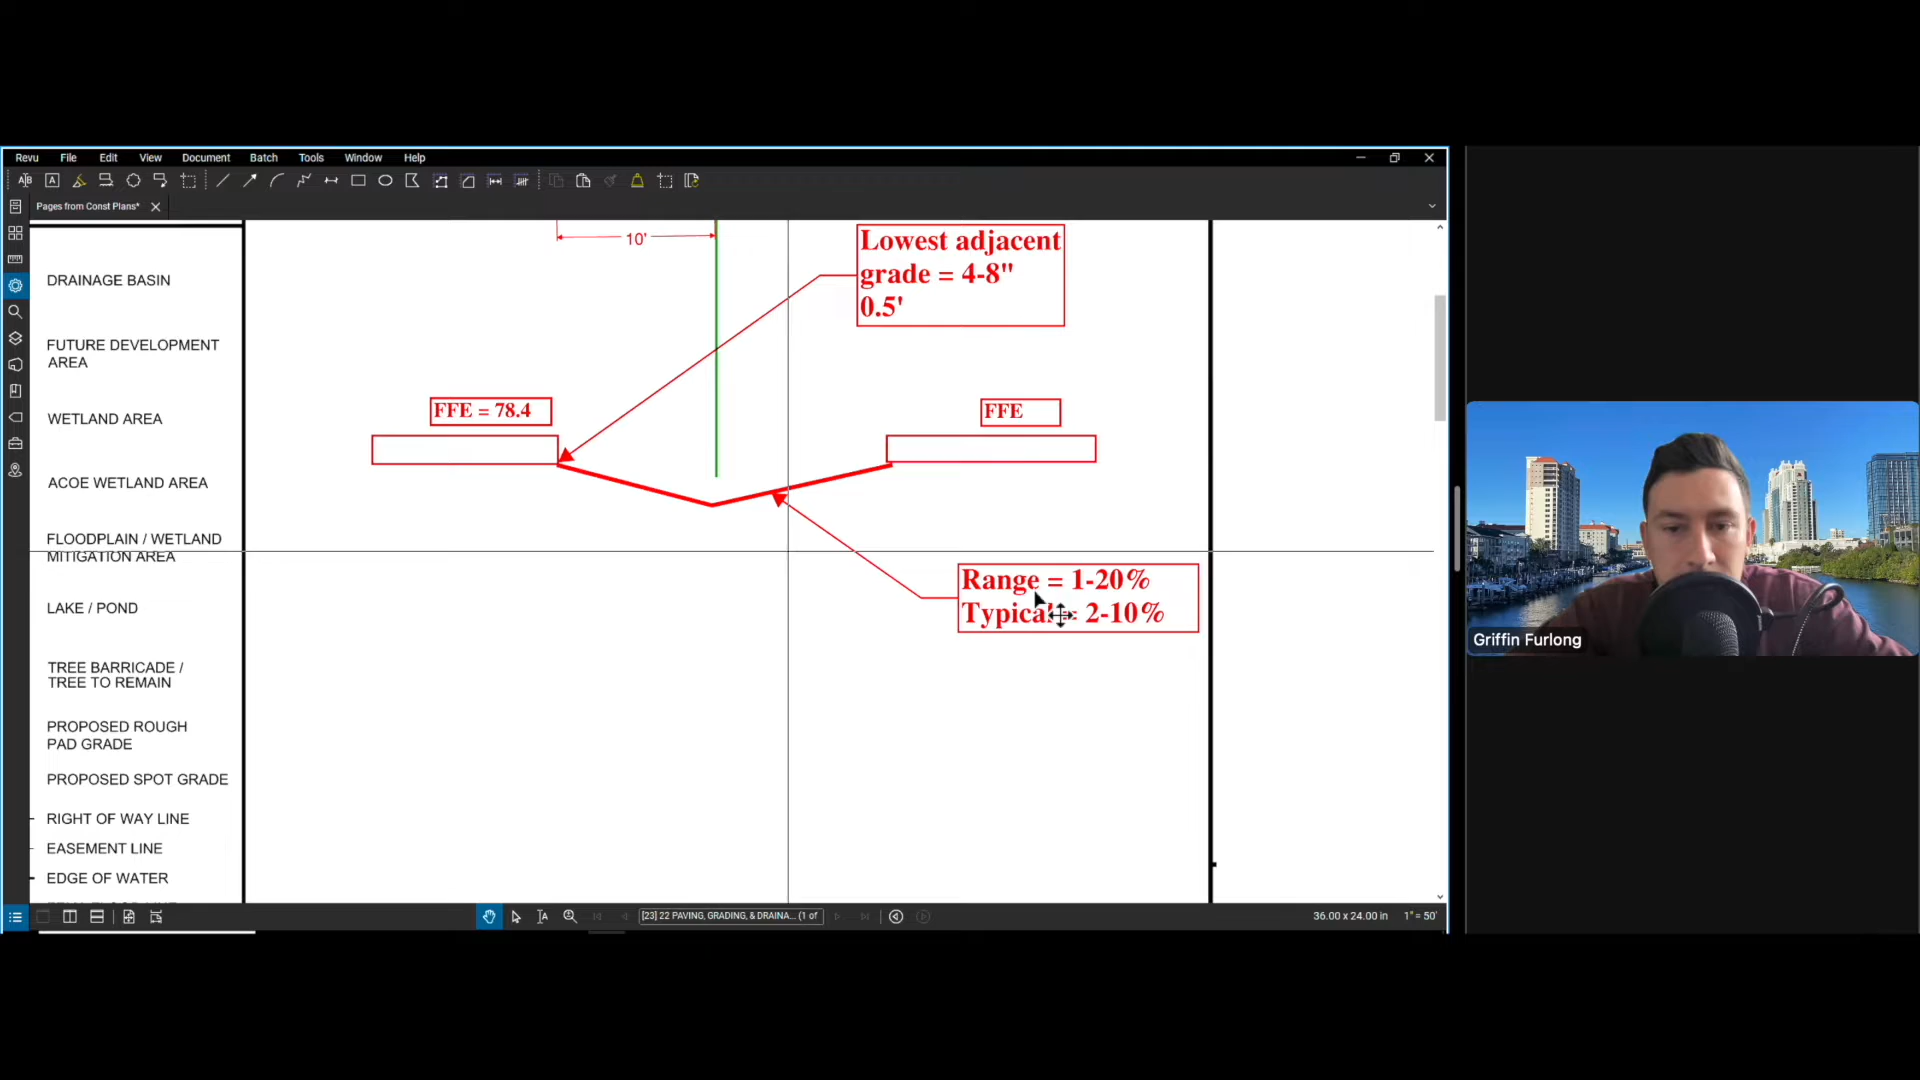 Revu File Edit View Document Batch Tools Window Help
Pages from Const Plans*
DRAINAGE BASIN
FUTURE DEVELOPMENT
AREA
WETLAND AREA
ACOE WETLAND AREA
FLOODPLAIN / WETLAND
MITIGATION AREA
LAKE / POND
TREE BARRICADE /
TREE TO REMAIN
PROPOSED ROUGH
PAD GRADE
PROPOSED SPOT GRADE
RIGHT OF WAY LINE
EASEMENT LINE
EDGE OF WATER
10'
Lowest adjacent
grade = 4-8"
0.5'
FFE = 78.4
FFE
Range = 1-20%
Typical = 2-10%
[23] 22 PAVING, GRADING, & DRAINA... (1 of
36.00 x 24.00 in 1" = 50'
Griffin Furlong